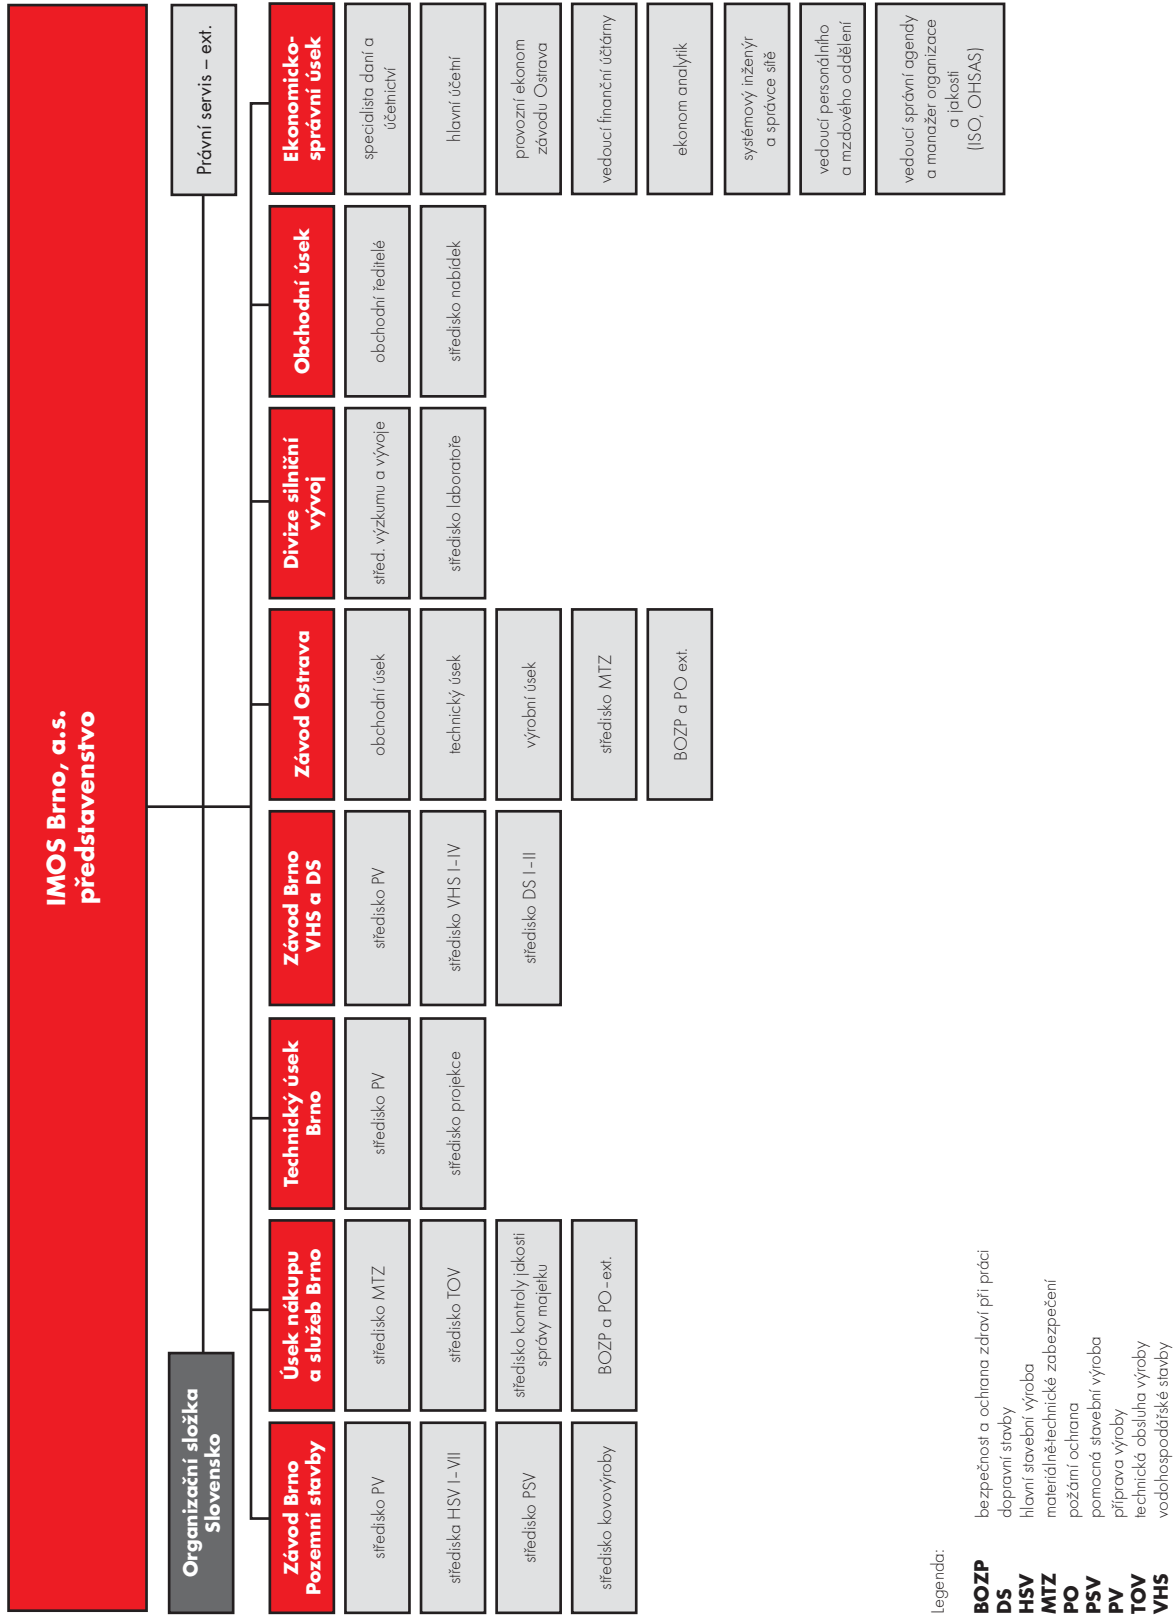 IMOS Brno, a.s.
představenstvo
Organizační složka
Slovensko
Právní servis – ext.
Závod Brno
Pozemní stavby
středisko PV
střediska HSV I – VII
středisko PSV
středisko kovovýroby
Úsek nákupu
a služeb Brno
středisko MTZ
středisko TOV
středisko kontroly jakosti
správy majetku
BOZP a PO – ext.
Technický úsek
Brno
středisko PV
středisko projekce
Závod Brno
VHS a DS
středisko PV
středisko VHS I – IV
středisko DS I – II
Závod Ostrava
obchodní úsek
technický úsek
výrobní úsek
středisko MTZ
BOZP a PO ext.
Divize silniční
vývoj
střed. výzkumu a vývoje
středisko laboratoře
Obchodní úsek
obchodní ředitelé
středisko nabídek
Ekonomicko-
správní úsek
specialista daní a
účetnictví
hlavní účetní
provozní ekonom
závodu Ostrava
vedoucí finanční účtárny
ekonom analytik
systémový inženýr
a správce sítě
vedoucí personálního
a mzdového oddělení
vedoucí správní agendy
a manažer organizace
a jakosti
(ISO, OHSAS)
Legenda:
BOZP bezpečnost a ochrana zdraví při práci
DS dopravní stavby
HSV hlavní stavební výroba
MTZ materiálně-technické zabezpečení
PO požární ochrana
PSV pomocná stavební výroba
PV příprava výroby
TOV technická obsluha výroby
VHS vodohospodářské stavby